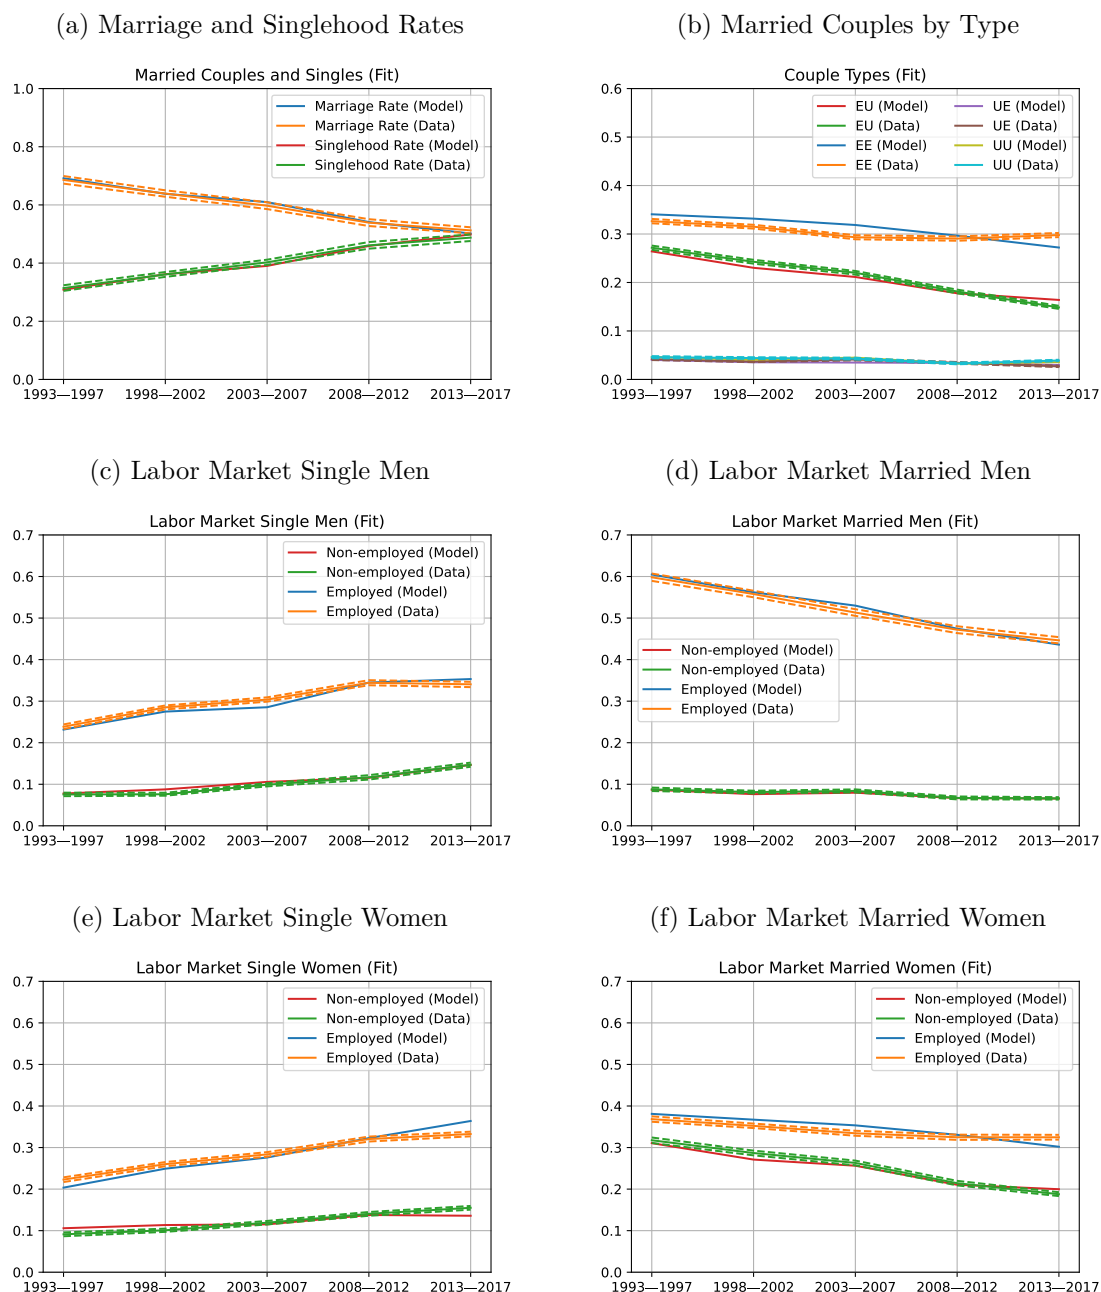 (a) Marriage and Singlehood Rates
Married Couples and Singles (Fit)
1.0
0.8
0.6
0.4
0.2
0.0
Marriage Rate (Model)
Marriage Rate (Data)
Singlehood Rate (Model)
Singlehood Rate (Data)
1993—1997 1998—2002 2003—2007 2008—2012 2013—2017
(b) Married Couples by Type
Couple Types (Fit)
0.6
0.5
0.4
0.3
0.2
0.1
0.0
EU (Model) UE (Model)
EU (Data) UE (Data)
EE (Model) UU (Model)
EE (Data) UU (Data)
1993—1997 1998—2002 2003—2007 2008—2012 2013—2017
(c) Labor Market Single Men
Labor Market Single Men (Fit)
0.7
0.6
0.5
0.4
0.3
0.2
0.1
0.0
Non-employed (Model)
Non-employed (Data)
Employed (Model)
Employed (Data)
1993—1997 1998—2002 2003—2007 2008—2012 2013—2017
(d) Labor Market Married Men
Labor Market Married Men (Fit)
0.7
0.6
0.5
0.4
0.3
0.2
0.1
0.0
Non-employed (Model)
Non-employed (Data)
Employed (Model)
Employed (Data)
1993—1997 1998—2002 2003—2007 2008—2012 2013—2017
(e) Labor Market Single Women
Labor Market Single Women (Fit)
0.7
0.6
0.5
0.4
0.3
0.2
0.1
0.0
Non-employed (Model)
Non-employed (Data)
Employed (Model)
Employed (Data)
1993—1997 1998—2002 2003—2007 2008—2012 2013—2017
(f) Labor Market Married Women
Labor Market Married Women (Fit)
0.7
0.6
0.5
0.4
0.3
0.2
0.1
0.0
Non-employed (Model)
Non-employed (Data)
Employed (Model)
Employed (Data)
1993—1997 1998—2002 2003—2007 2008—2012 2013—2017